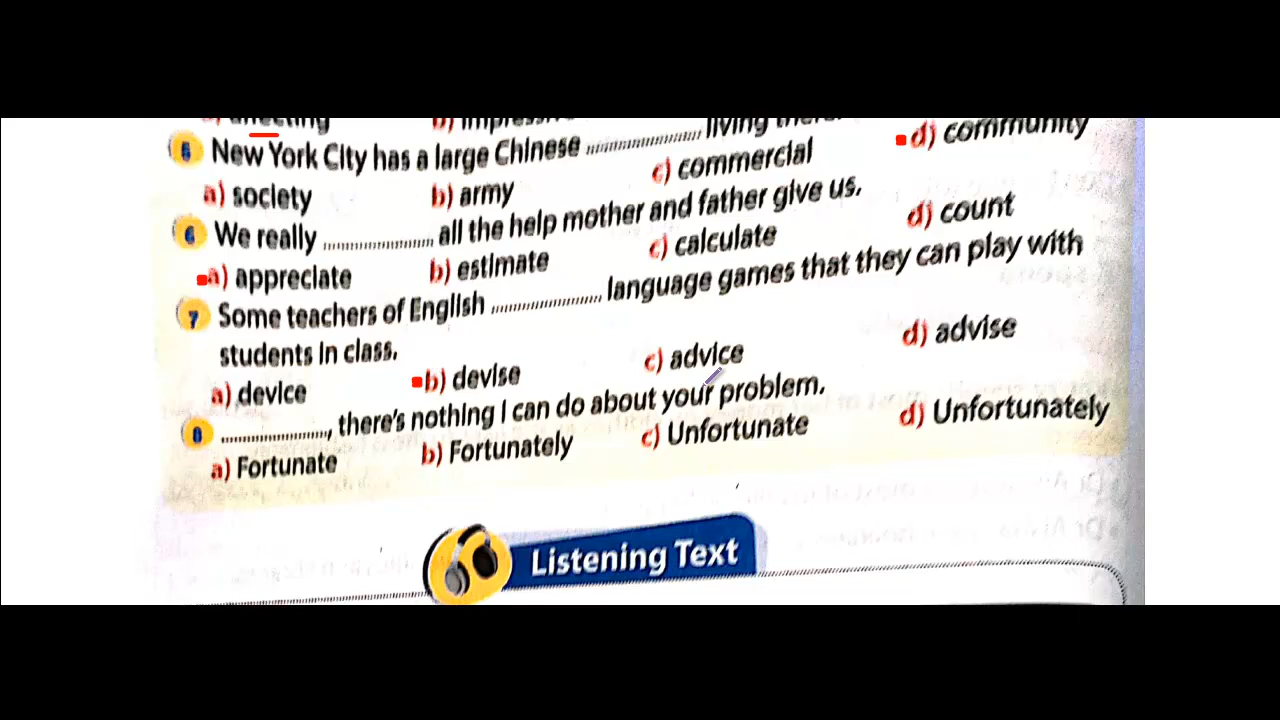 a) affecting b) impressive
5 New York City has a large Chinese .......... living there.
a) society b) army c) commercial d) community
6 We really .......... all the help mother and father give us.
a) appreciate b) estimate c) calculate d) count
7 Some teachers of English .......... language games that they can play with
students in class.
a) device b) devise c) advice d) advise
8 .........., there's nothing I can do about your problem.
a) Fortunate b) Fortunately c) Unfortunate d) Unfortunately
Listening Text